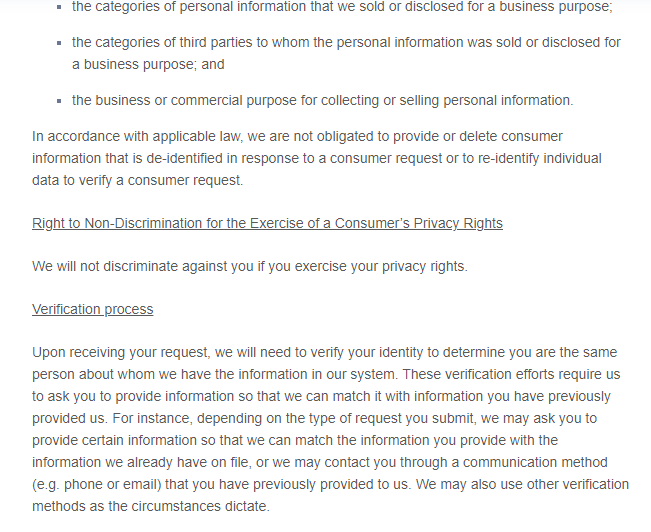 the categories of personal information that we sold or disclosed for a business purpose;
the categories of third parties to whom the personal information was sold or disclosed for
a business purpose; and
the business or commercial purpose for collecting or selling personal information.
In accordance with applicable law, we are not obligated to provide or delete consumer
information that is de-identified in response to a consumer request or to re-identify individual
data to verify a consumer request.
Right to Non-Discrimination for the Exercise of a Consumer’s Privacy Rights
We will not discriminate against you if you exercise your privacy rights.
Verification process
Upon receiving your request, we will need to verify your identity to determine you are the same
person about whom we have the information in our system. These verification efforts require us
to ask you to provide information so that we can match it with information you have previously
provided us. For instance, depending on the type of request you submit, we may ask you to
provide certain information so that we can match the information you provide with the
information we already have on file, or we may contact you through a communication method
(e.g. phone or email) that you have previously provided to us. We may also use other verification
methods as the circumstances dictate.